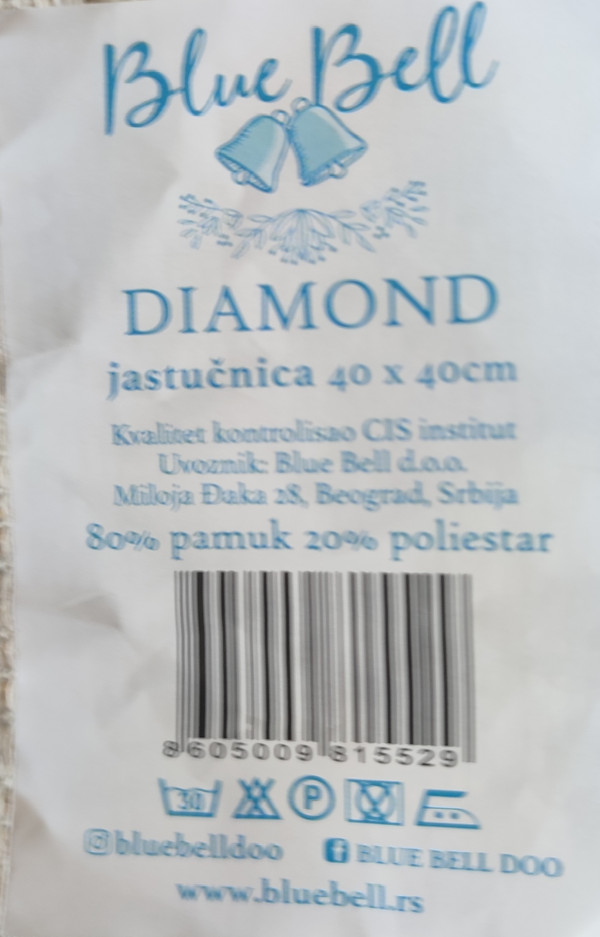 Blue Bell
DIAMOND
jastučnica 40 x 40cm
Kvalitet kontrolisao CIS institut
Uvoznik: Blue Bell d.o.o.
Miloja Đaka 28, Beograd, Srbija
80% pamuk 20% poliestar
8605009815529
30 P
bluebelldoo BLUE BELL DOO
www.bluebell.rs